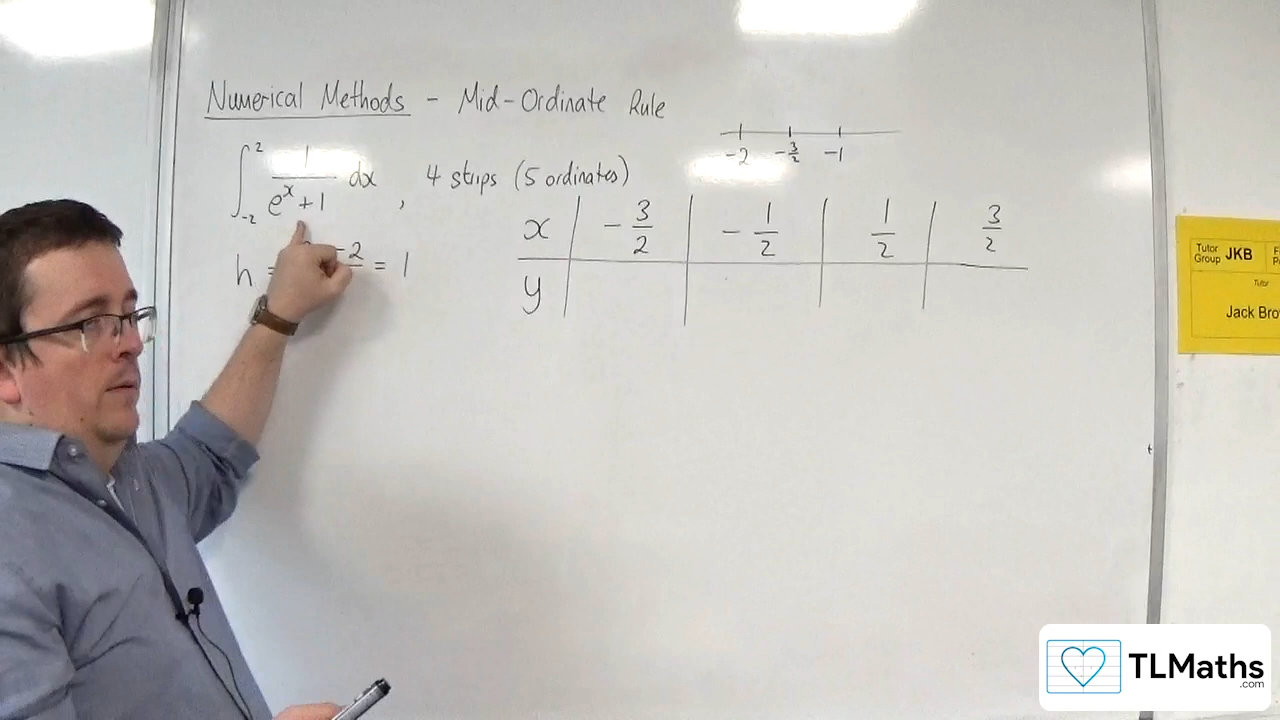 Numerical Methods - Mid-Ordinate Rule
-2 -3/2 -1
∫_{-2}^{2} 1/(e^x + 1) dx , 4 strips (5 ordinates)
x | -3/2 | -1/2 | 1/2 | 3/2
h = -2 = 1
y
Tutor Group JKB
Tutor
Jack Bro
TLMaths
.com